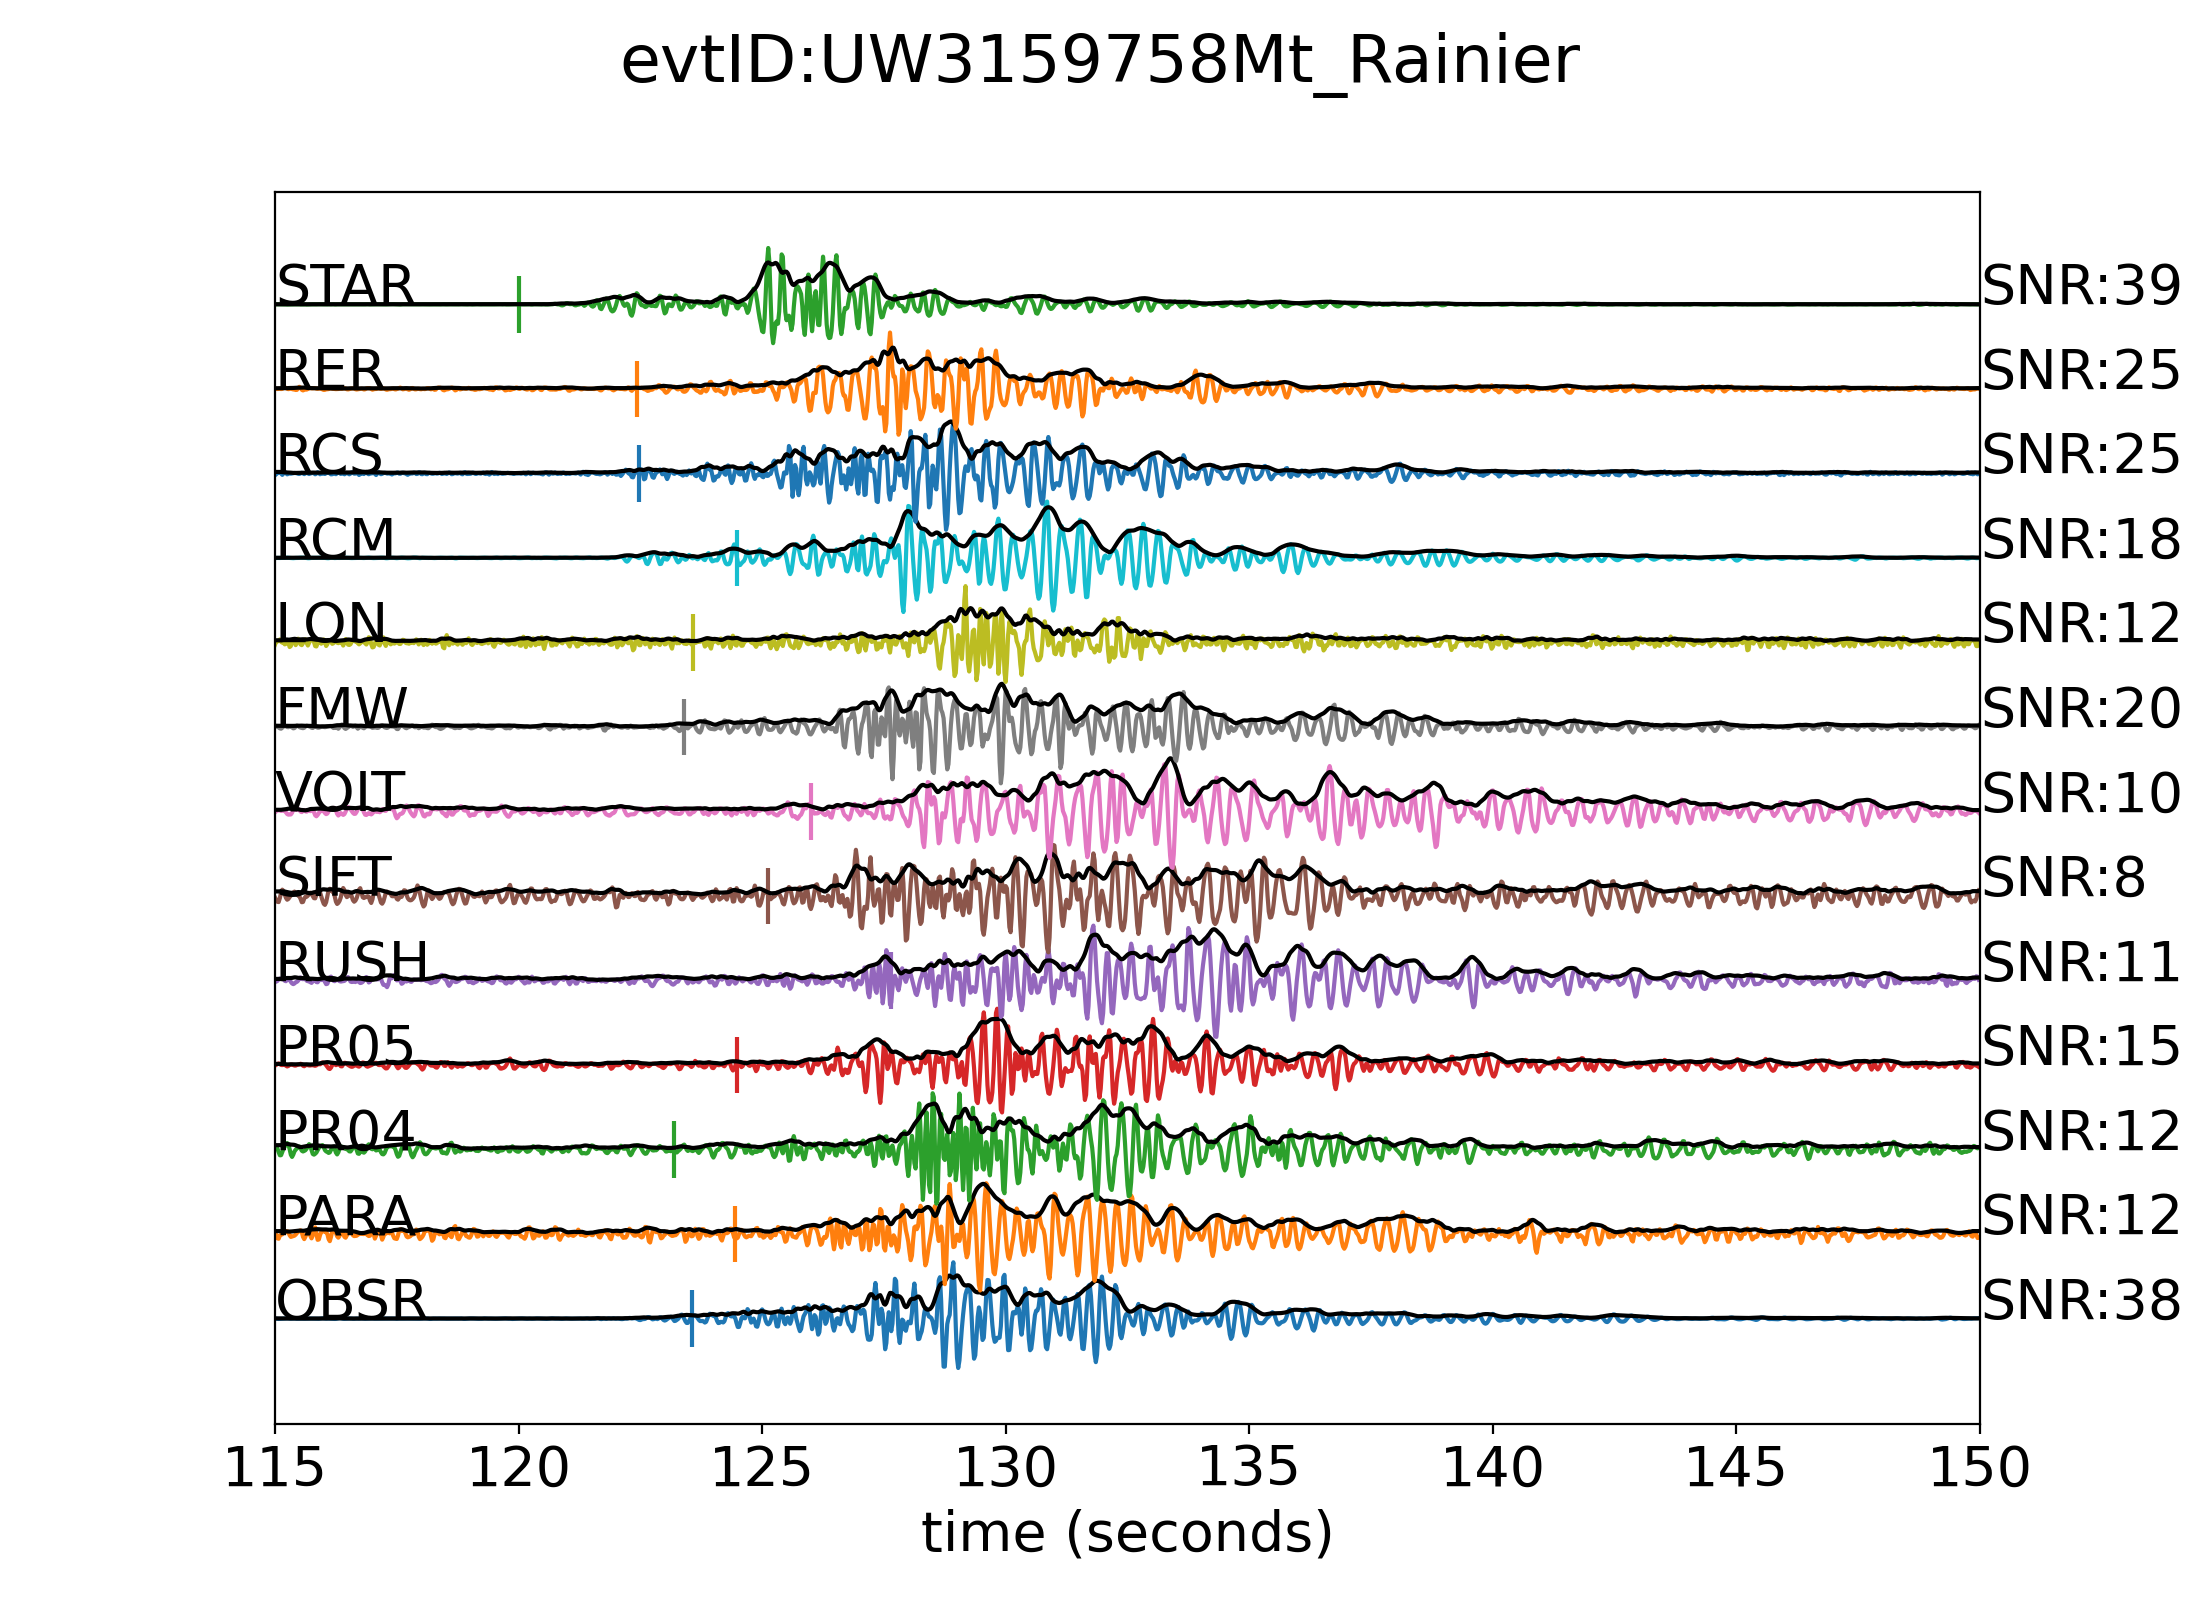 evtID:UW3159758Mt_Rainier
STAR SNR:39
RER SNR:25
RCS SNR:25
RCM SNR:18
LON SNR:12
FMW SNR:20
VOIT SNR:10
SIFT SNR:8
RUSH SNR:11
PR05 SNR:15
PR04 SNR:12
PARA SNR:12
OBSR SNR:38
115 120 125 130 135 140 145 150
time (seconds)